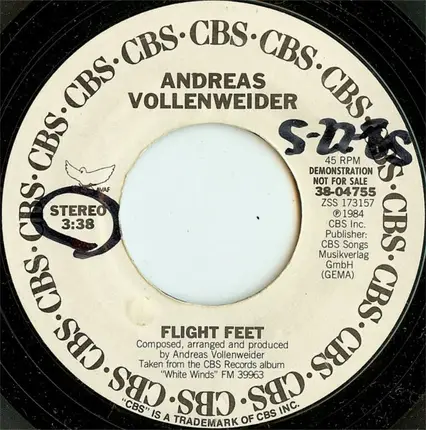 CBS · CBS · CBS · CBS · CBS · CBS · CBS · CBS · CBS · CBS · CBS · CBS · CBS · CBS · CBS · CBS
ANDREAS
VOLLENWEIDER
45 RPM
DEMONSTRATION
NOT FOR SALE
38-04755
ZSS 173157
℗ 1984
CBS Inc.
Publisher:
CBS Songs
Musikverlag
GmbH
(GEMA)
STEREO
3:38
FLIGHT FEET
Composed, arranged and produced
by Andreas Vollenweider
Taken from the CBS Records album
"White Winds" FM 39963
"CBS" IS A TRADEMARK OF CBS INC.